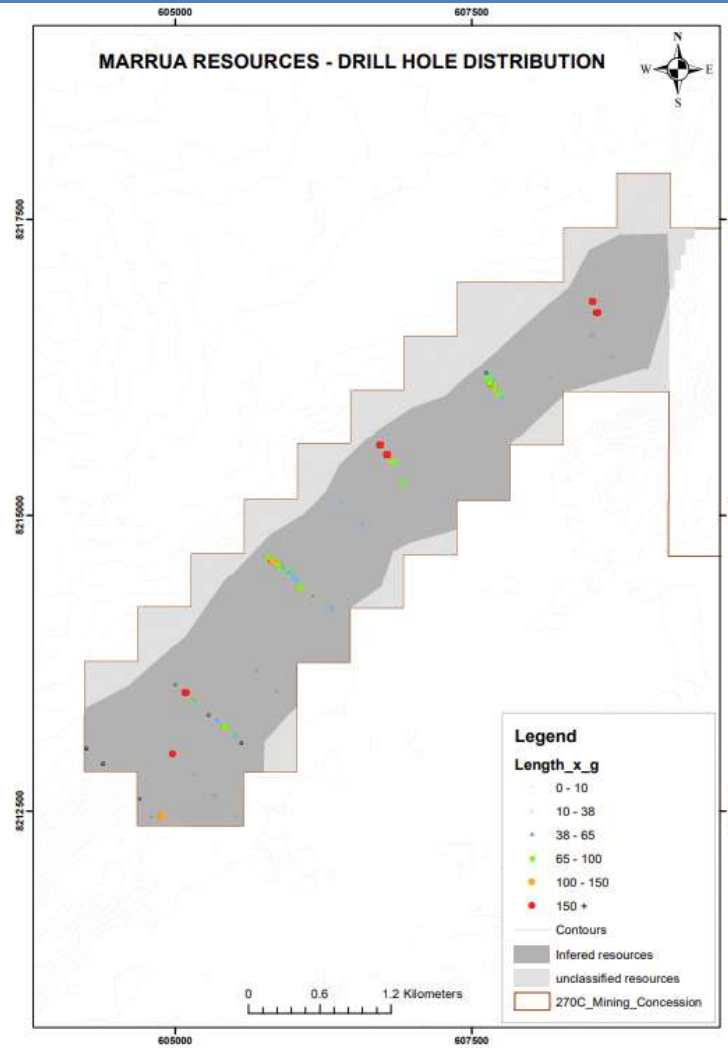 605000
607500
MARRUA RESOURCES - DRILL HOLE DISTRIBUTION
N
W E
S
8217500
8215000
8212500
Legend
Length_x_g
0 - 10
10 - 38
38 - 65
65 - 100
100 - 150
150 +
Contours
Infered resources
unclassified resources
270C_Mining_Concession
0 0.6 1.2 Kilometers
605000
607500